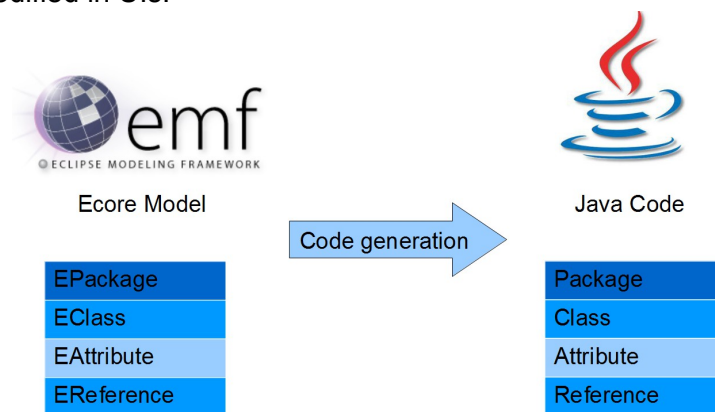 emf
ECLIPSE MODELING FRAMEWORK
Ecore Model
Java Code
Code generation
EPackage
EClass
EAttribute
EReference
Package
Class
Attribute
Reference